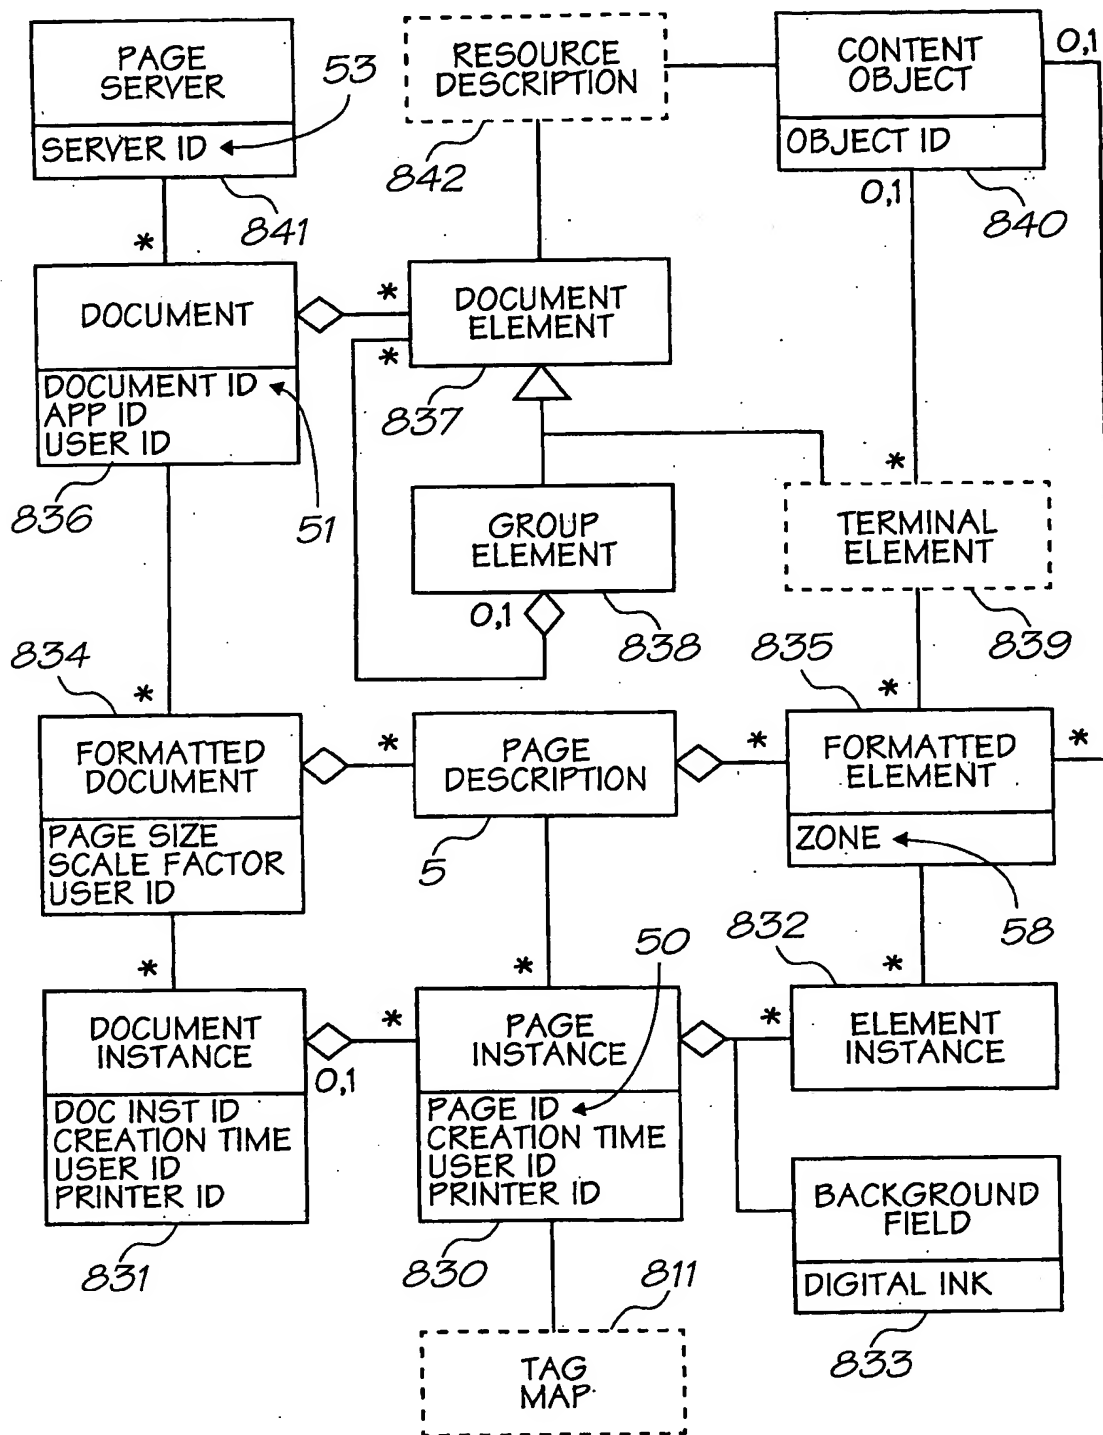 PAGE
SERVER
SERVER ID
53
841
RESOURCE
DESCRIPTION
842
CONTENT
OBJECT
OBJECT ID
0,1
0,1
840
*
DOCUMENT
DOCUMENT ID
APP ID
USER ID
836
51
*
*
DOCUMENT
ELEMENT
837
GROUP
ELEMENT
0,1
838
*
TERMINAL
ELEMENT
839
834
*
FORMATTED
DOCUMENT
PAGE SIZE
SCALE FACTOR
USER ID
*
PAGE
DESCRIPTION
5
835
*
*
FORMATTED
ELEMENT
*
ZONE
58
*
DOCUMENT
INSTANCE
0,1
DOC INST ID
CREATION TIME
USER ID
PRINTER ID
831
*
*
50
PAGE
INSTANCE
PAGE ID
CREATION TIME
USER ID
PRINTER ID
830
832
*
*
ELEMENT
INSTANCE
BACKGROUND
FIELD
DIGITAL INK
833
811
TAG
MAP